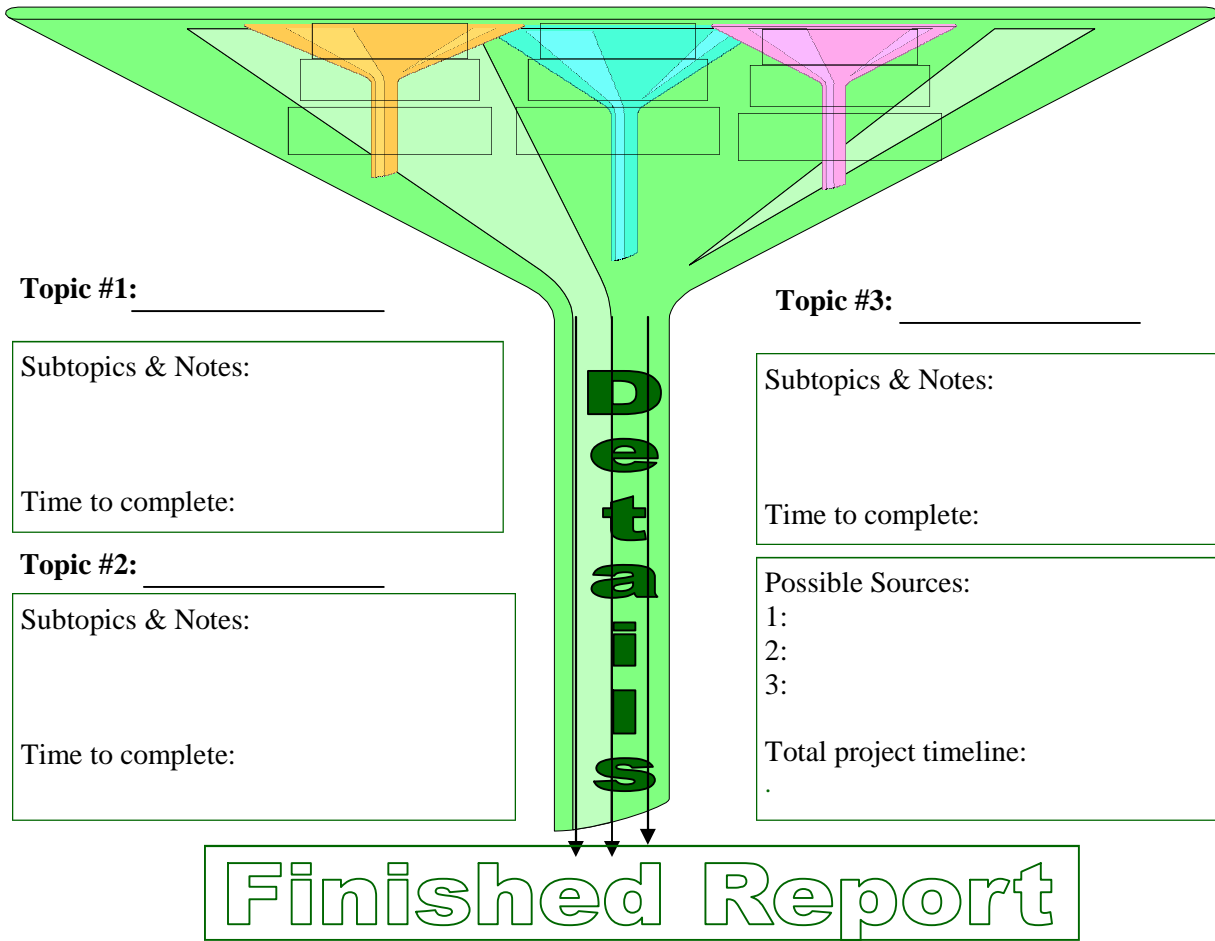 Topic #1:
Subtopics & Notes:
Time to complete:
Topic #2:
Subtopics & Notes:
Time to complete:
Details
Topic #3:
Subtopics & Notes:
Time to complete:
Possible Sources:
1:
2:
3:
Total project timeline:
.
Finished Report